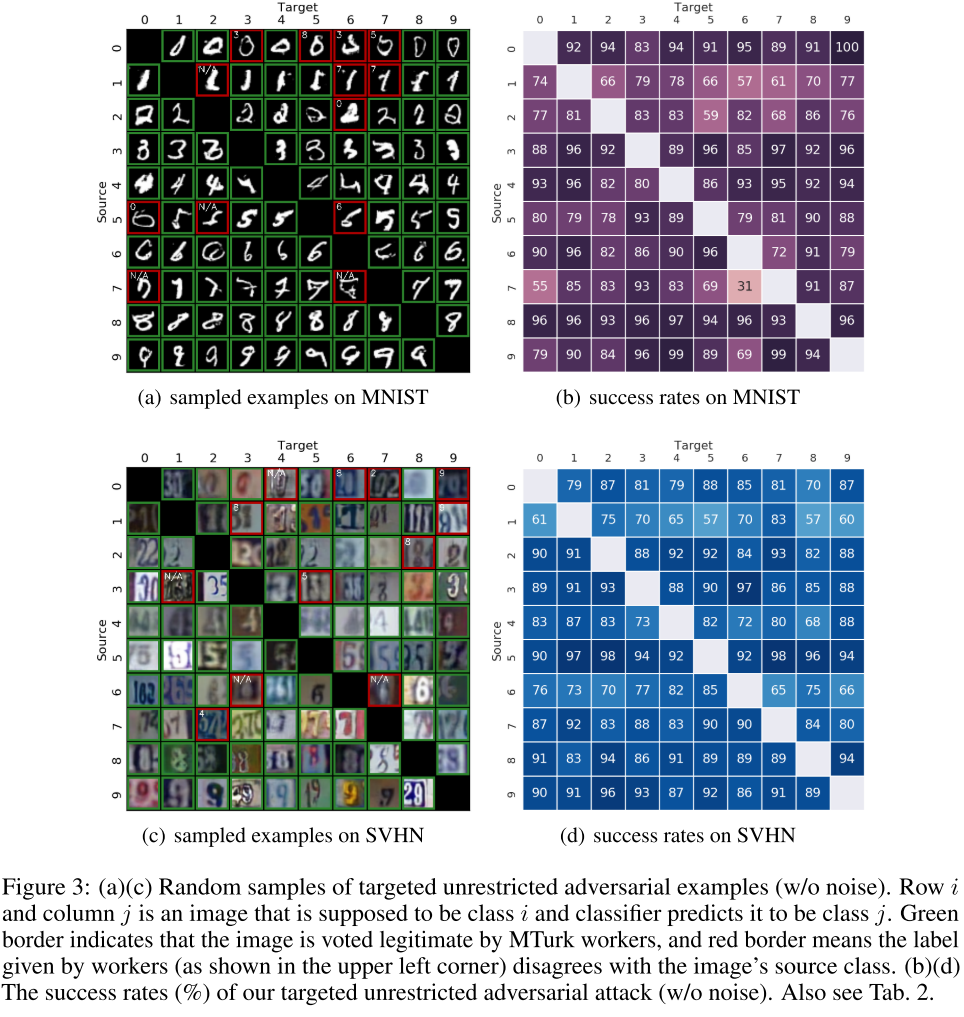 Target
0 1 2 3 4 5 6 7 8 9
Source
0 3 8 3 5
1 N/A 7 7
2 0
3
4
5 0 N/A 6
6
7 N/A N/A
8
9
(a) sampled examples on MNIST
Target
0 1 2 3 4 5 6 7 8 9
Source
0 92 94 83 94 91 95 89 91 100
1 74 66 79 78 66 57 61 70 77
2 77 81 83 83 59 82 68 86 76
3 88 96 92 89 96 85 97 92 96
4 93 96 82 80 86 93 95 92 94
5 80 79 78 93 89 79 81 90 88
6 90 96 82 86 90 96 72 91 79
7 55 85 83 93 83 69 31 91 87
8 96 96 93 96 97 94 96 93 96
9 79 90 84 96 99 89 69 99 94
(b) success rates on MNIST
Target
0 1 2 3 4 5 6 7 8 9
Source
0 N/A 8 2 9
1 8
2 8
3 N/A 5
4
5
6 N/A N/A
7 4
8
9
(c) sampled examples on SVHN
Target
0 1 2 3 4 5 6 7 8 9
Source
0 79 87 81 79 88 85 81 70 87
1 61 75 70 65 57 70 83 57 60
2 90 91 88 92 92 84 93 82 88
3 89 91 93 88 90 97 86 85 88
4 83 87 83 73 82 72 80 68 88
5 90 97 98 94 92 92 98 96 94
6 76 73 70 77 82 85 65 75 66
7 87 92 83 88 83 90 90 84 80
8 91 83 94 86 91 89 89 91 94
9 90 91 96 93 87 92 86 91 89
(d) success rates on SVHN
Figure 3: (a)(c) Random samples of targeted unrestricted adversarial examples (w/o noise). Row i
and column j is an image that is supposed to be class i and classifier predicts it to be class j. Green
border indicates that the image is voted legitimate by MTurk workers, and red border means the label
given by workers (as shown in the upper left corner) disagrees with the image's source class. (b)(d)
The success rates (%) of our targeted unrestricted adversarial attack (w/o noise). Also see Tab. 2.